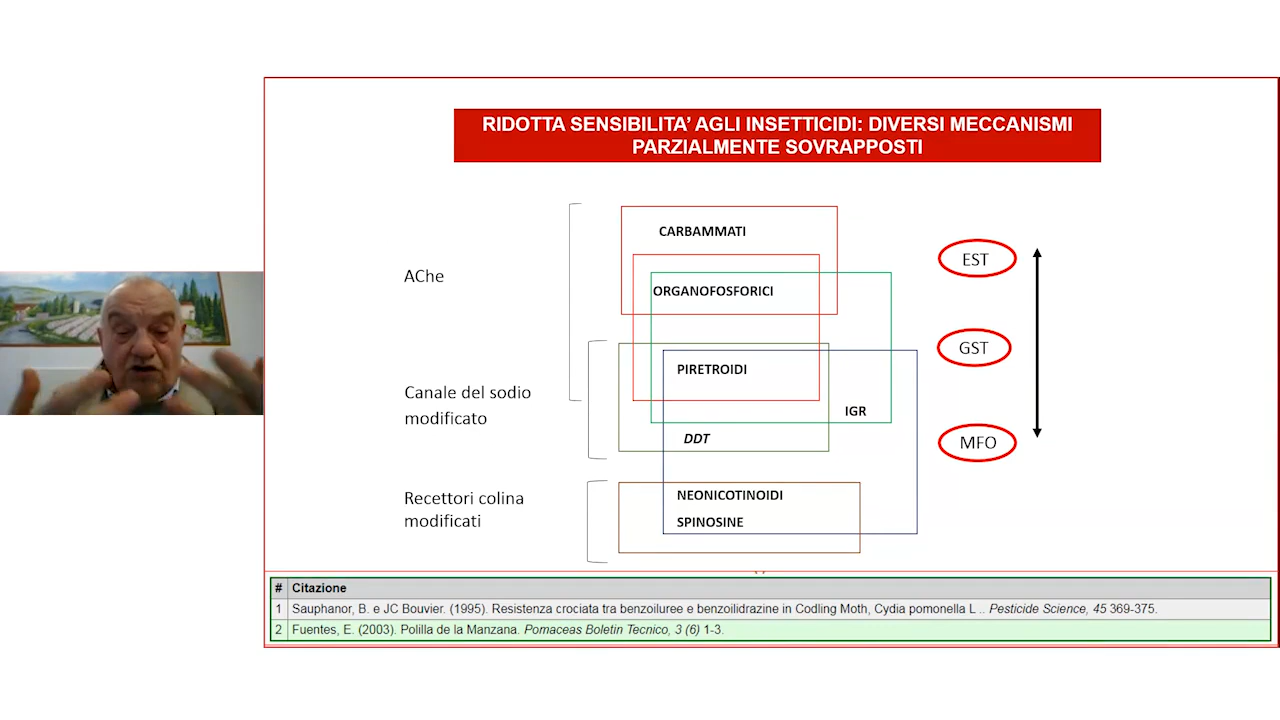 RIDOTTA SENSIBILITA' AGLI INSETTICIDI: DIVERSI MECCANISMI
PARZIALMENTE SOVRAPPOSTI
CARBAMMATI
EST
AChe
ORGANOFOSFORICI
GST
PIRETROIDI
Canale del sodio
modificato
IGR
DDT
MFO
Recettori colina
modificati
NEONICOTINOIDI
SPINOSINE
# Citazione
1 Sauphanor, B. e JC Bouvier. (1995). Resistenza crociata tra benzoiluree e benzoilidrazine in Codling Moth, Cydia pomonella L .. Pesticide Science, 45 369-375.
2 Fuentes, E. (2003). Polilla de la Manzana. Pomaceas Boletin Tecnico, 3 (6) 1-3.